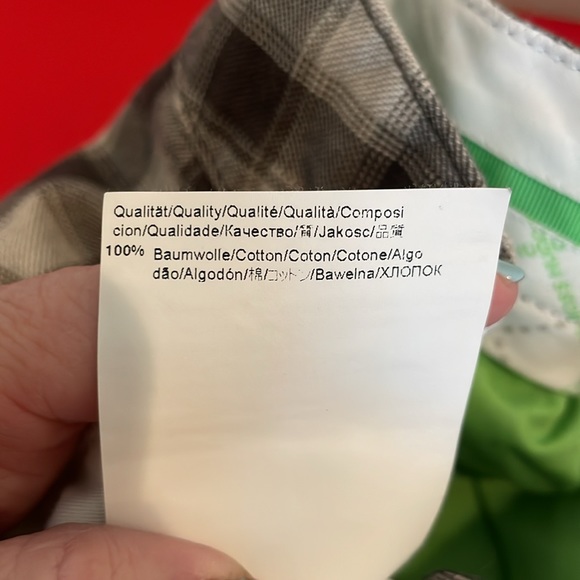 Qualität/Quality/Qualité/Qualità/Composi
cion/Qualidade/Качество/質/Jakosc/品質
100% Baumwolle/Cotton/Coton/Cotone/Algo
dão/Algodón/棉/コットン/Bawelna/ХЛОПОК